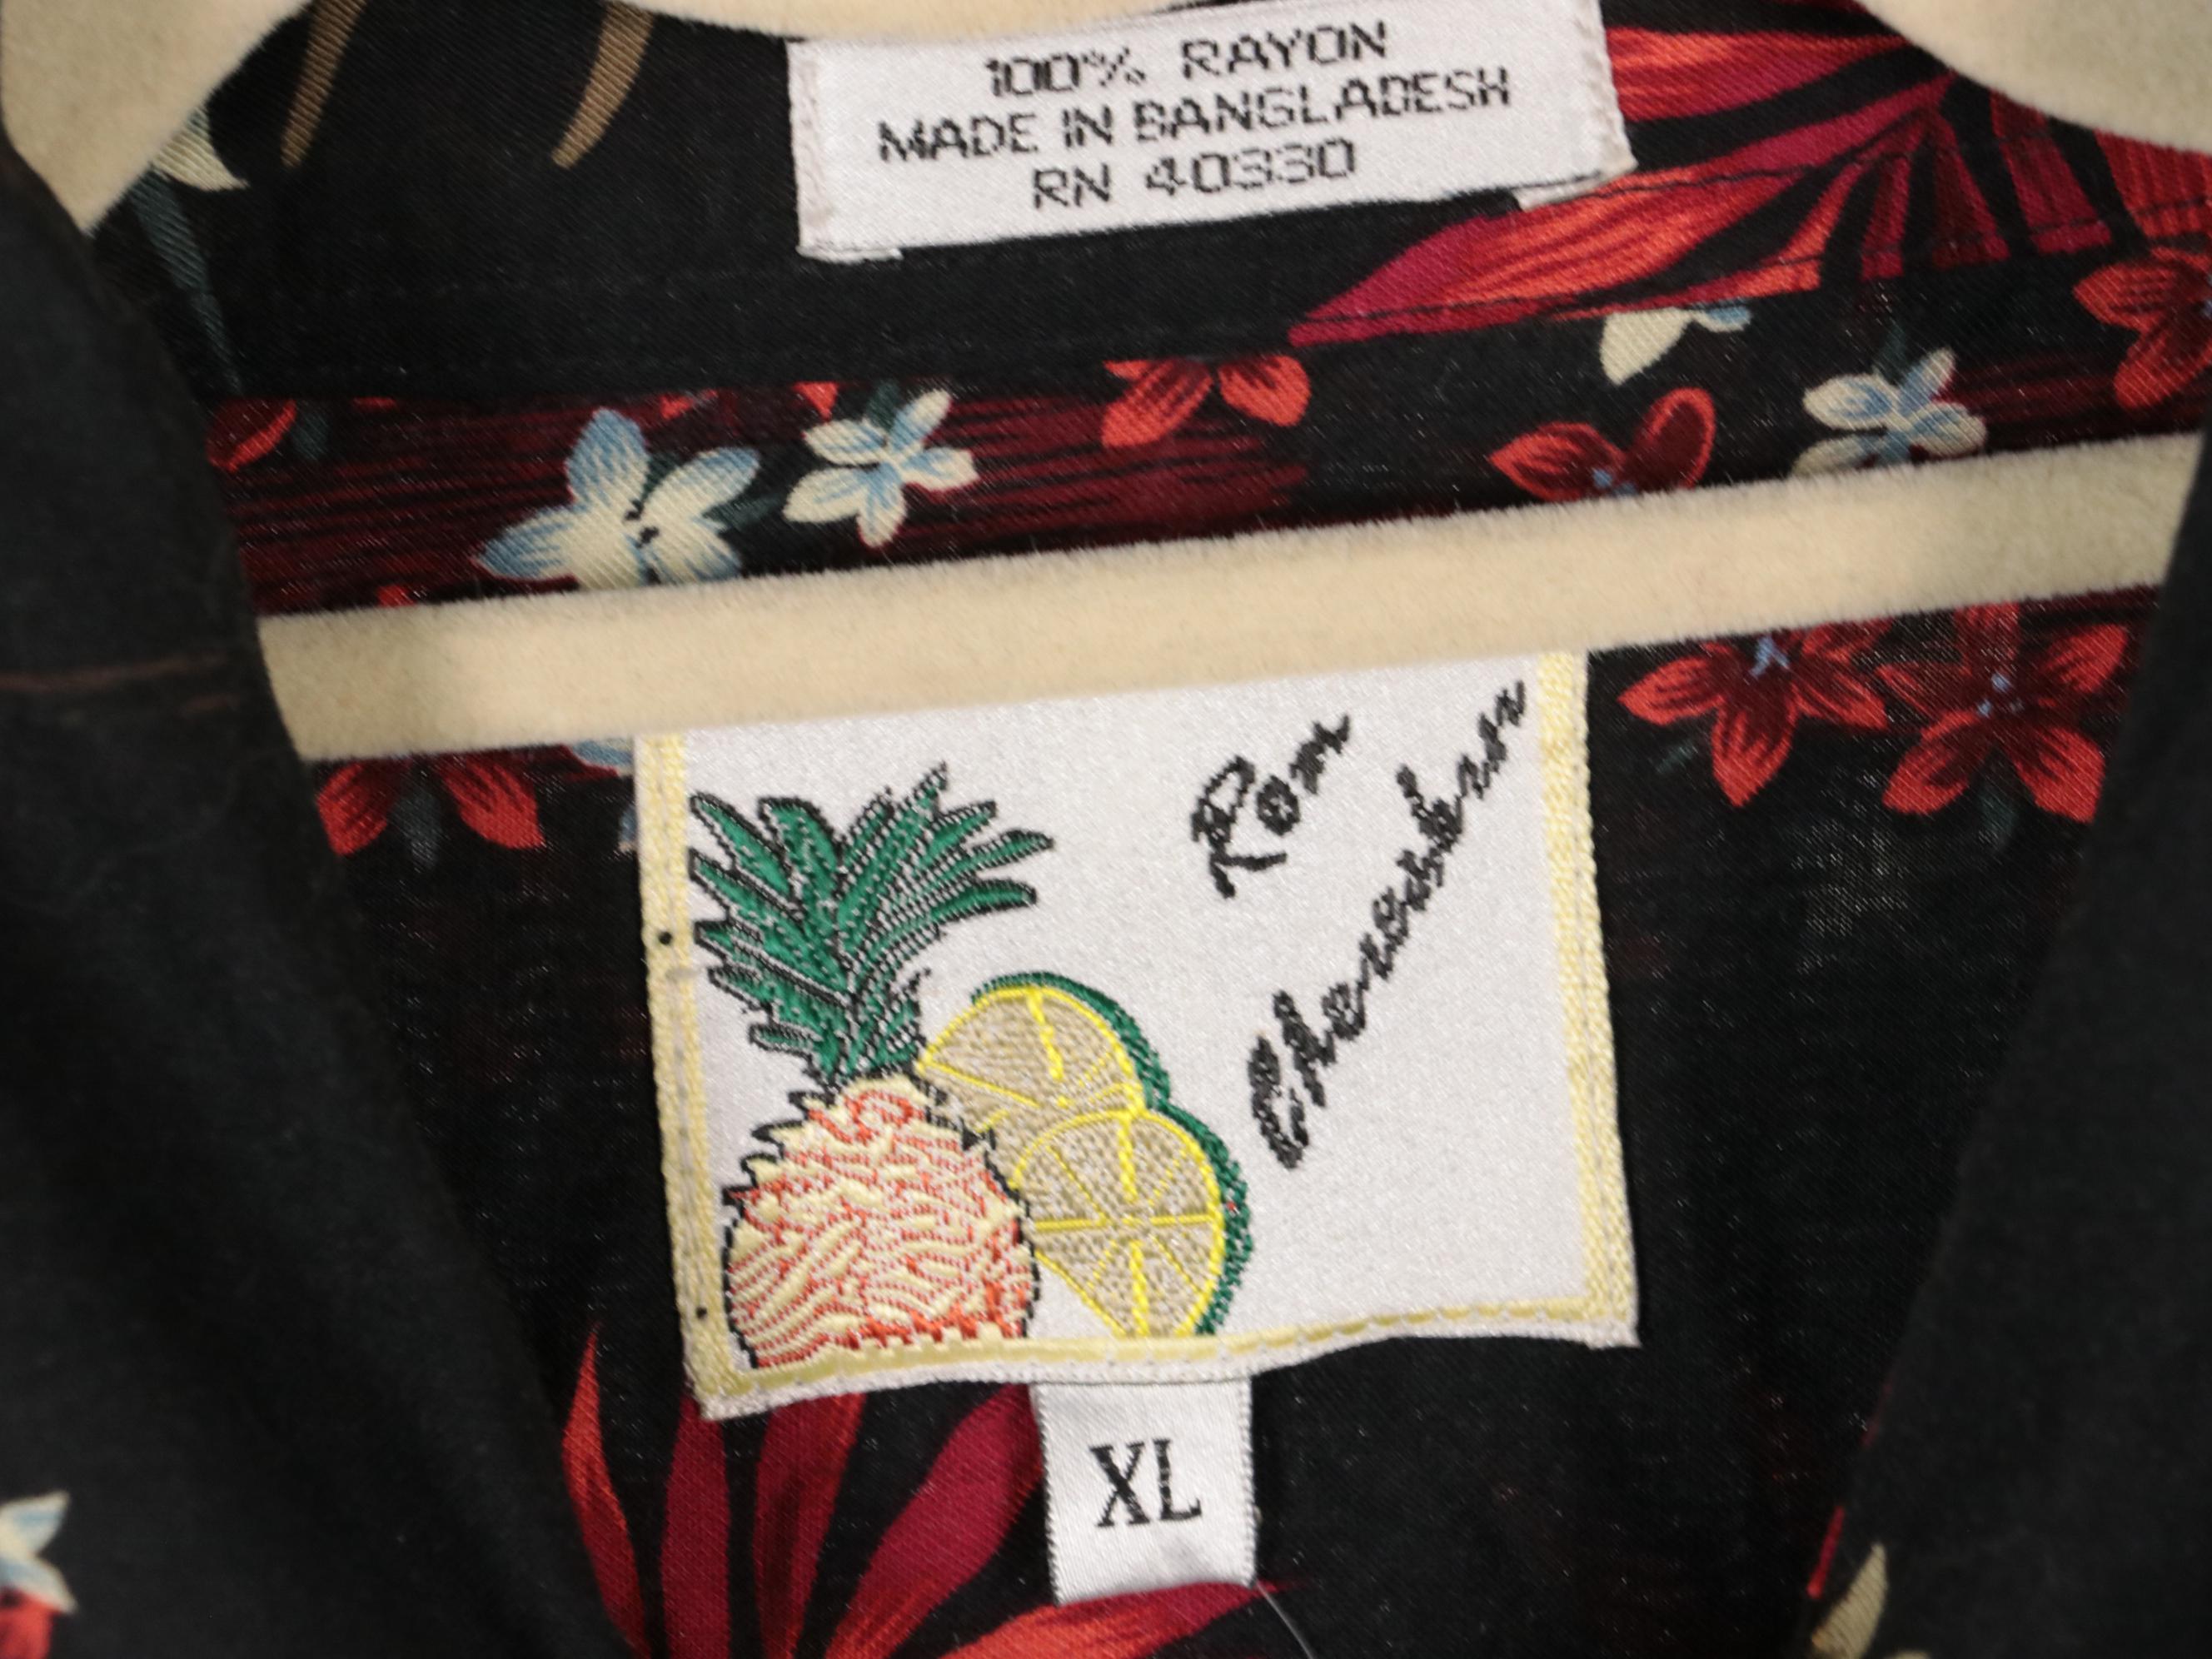 100% RAYON
MADE IN BANGLADESH
RN 40330
Ron
Chereskin
XL